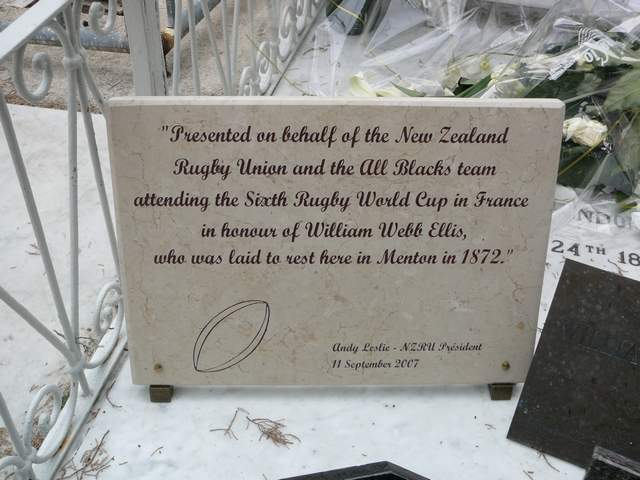 "Presented on behalf of the New Zealand
Rugby Union and the All Blacks team
attending the Sixth Rugby World Cup in France
in honour of William Webb Ellis,
who was laid to rest here in Menton in 1872."
Andy Leslie - NZRU Président
11 September 2007
24TH 18